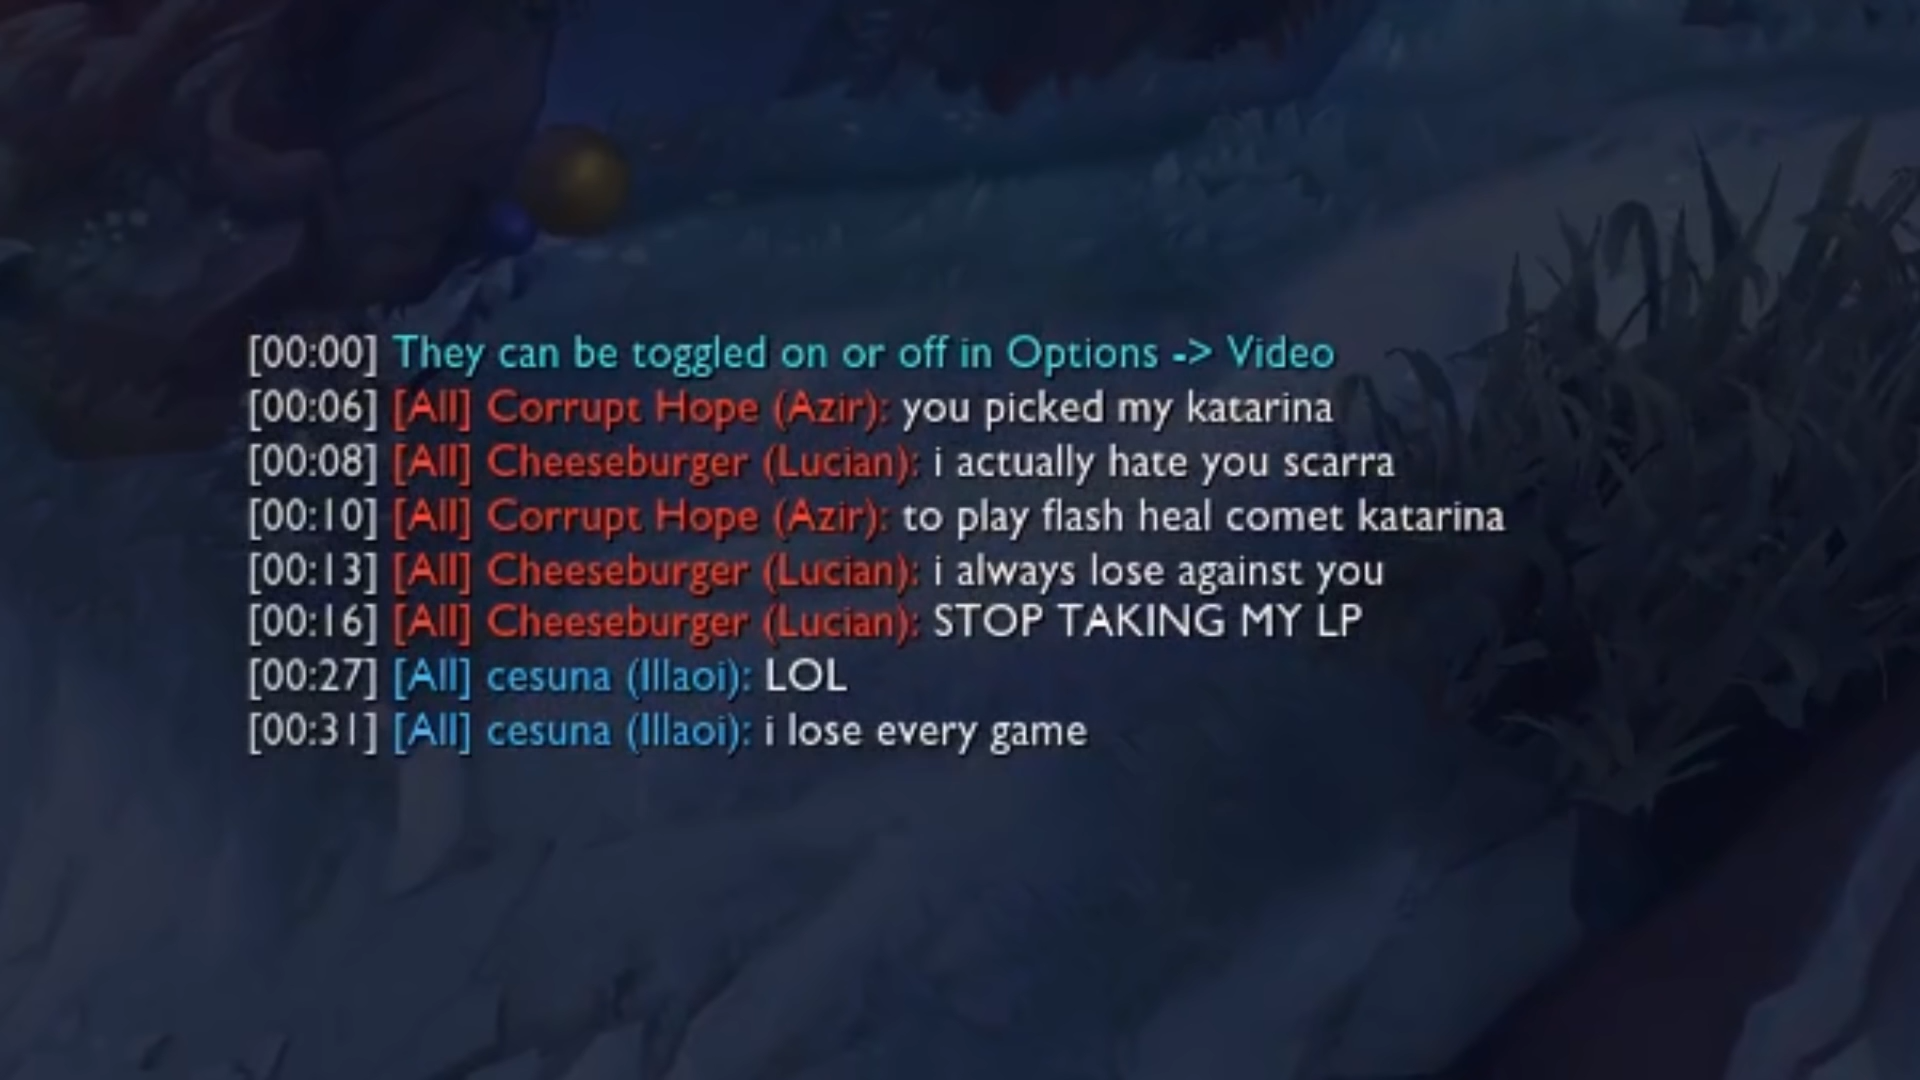 [00:00] They can be toggled on or off in Options -> Video
[00:06] [All] Corrupt Hope (Azir): you picked my katarina
[00:08] [All] Cheeseburger (Lucian): i actually hate you scarra
[00:10] [All] Corrupt Hope (Azir): to play flash heal comet katarina
[00:13] [All] Cheeseburger (Lucian): i always lose against you
[00:16] [All] Cheeseburger (Lucian): STOP TAKING MY LP
[00:27] [All] cesuna (Illaoi): LOL
[00:31] [All] cesuna (Illaoi): i lose every game